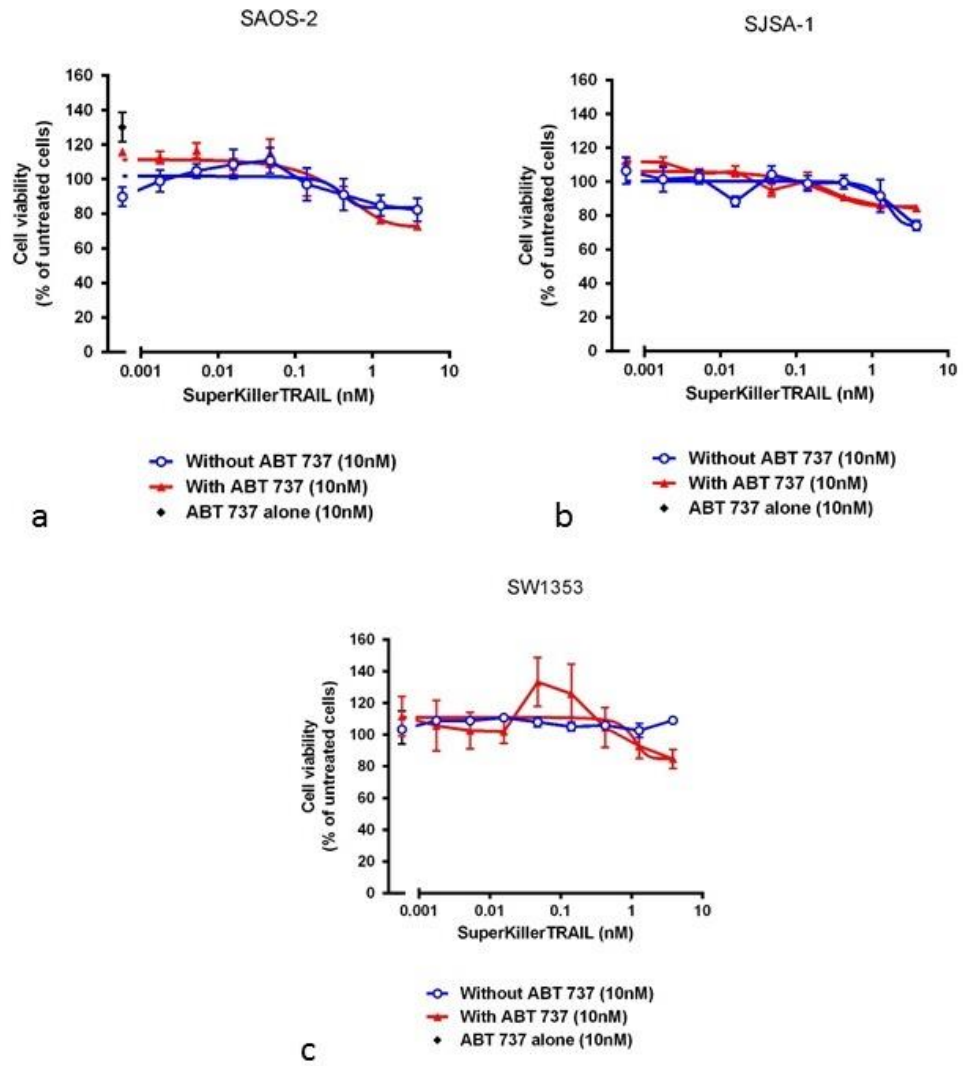 SAOS-2
Cell viability
(% of untreated cells)
160
140
120
100
80
60
40
20
0
0.001
0.01
0.1
1
10
SuperKillerTRAIL (nM)
Without ABT 737 (10nM)
With ABT 737 (10nM)
ABT 737 alone (10nM)
a
SJSA-1
Cell viability
(% of untreated cells)
160
140
120
100
80
60
40
20
0
0.001
0.01
0.1
1
10
SuperKillerTRAIL (nM)
Without ABT 737 (10nM)
With ABT 737 (10nM)
ABT 737 alone (10nM)
b
SW1353
Cell viability
(% of untreated cells)
160
140
120
100
80
60
40
20
0
0.001
0.01
0.1
1
10
SuperKillerTRAIL (nM)
Without ABT 737 (10nM)
With ABT 737 (10nM)
ABT 737 alone (10nM)
c